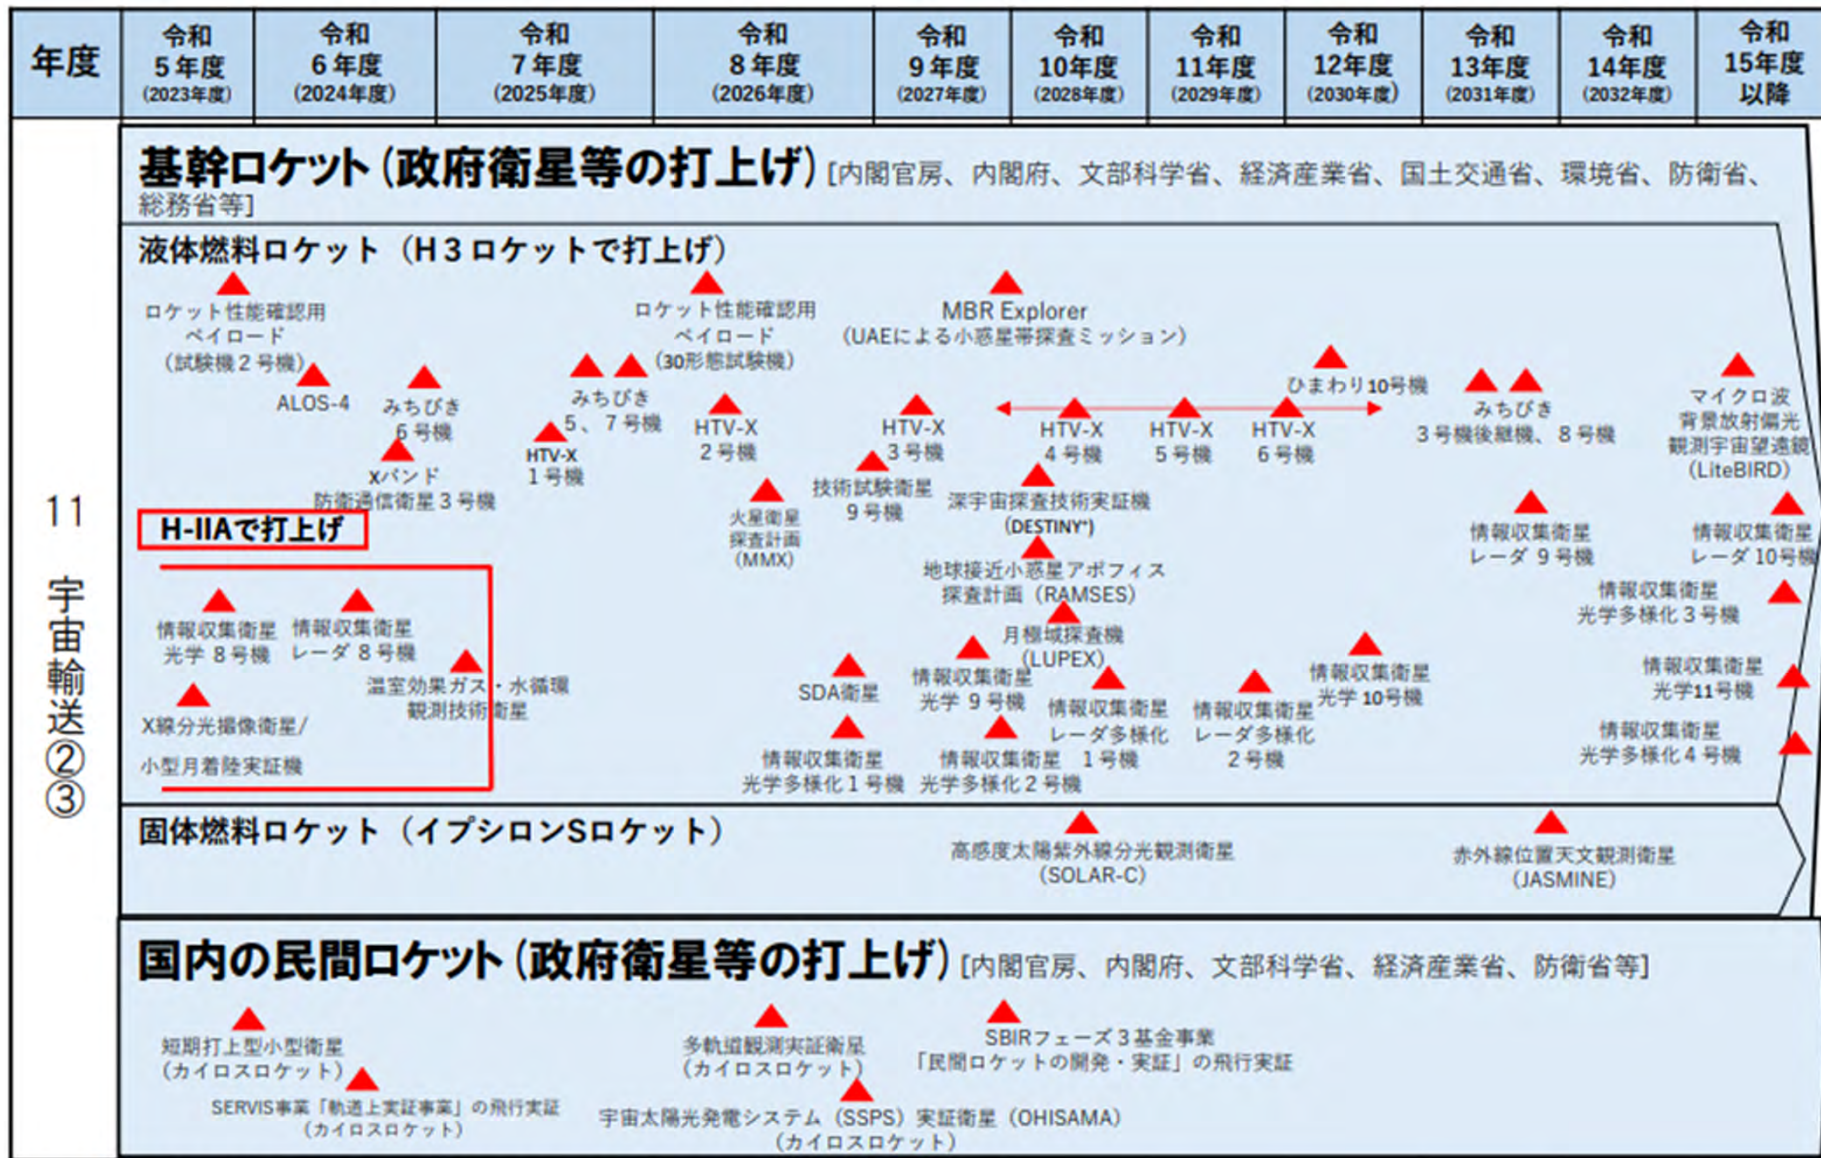 年度
令和
5年度
(2023年度)
令和
6年度
(2024年度)
令和
7年度
(2025年度)
令和
8年度
(2026年度)
令和
9年度
(2027年度)
令和
10年度
(2028年度)
令和
11年度
(2029年度)
令和
12年度
(2030年度)
令和
13年度
(2031年度)
令和
14年度
(2032年度)
令和
15年度
以降
11 宇宙輸送②③
基幹ロケット(政府衛星等の打上げ)[内閣官房、内閣府、文部科学省、経済産業省、国土交通省、環境省、防衛省、
総務省等]
液体燃料ロケット(H3ロケットで打上げ)
ロケット性能確認用
ペイロード
(試験機2号機)
ロケット性能確認用
ペイロード
(30形態試験機)
MBR Explorer
(UAEによる小惑星帯探査ミッション)
ALOS-4
みちびき
6号機
みちびき
5、7号機
ひまわり10号機
みちびき
3号機後継機、8号機
マイクロ波
背景放射偏光
観測宇宙望遠鏡
(LiteBIRD)
Xバンド
防衛通信衛星3号機
HTV-X
1号機
HTV-X
2号機
HTV-X
3号機
HTV-X
4号機
HTV-X
5号機
HTV-X
6号機
火星衛星
探査計画
(MMX)
技術試験衛星
9号機
深宇宙探査技術実証機
(DESTINY⁺)
情報収集衛星
レーダ9号機
情報収集衛星
レーダ10号機
H-IIAで打上げ
地球接近小惑星アポフィス
探査計画(RAMSES)
情報収集衛星
光学多様化3号機
情報収集衛星
光学8号機
情報収集衛星
レーダ8号機
月極域探査機
(LUPEX)
温室効果ガス・水循環
観測技術衛星
SDA衛星
情報収集衛星
光学9号機
情報収集衛星
光学10号機
情報収集衛星
光学11号機
X線分光撮像衛星/
小型月着陸実証機
情報収集衛星
レーダ多様化
1号機
情報収集衛星
レーダ多様化
2号機
情報収集衛星
光学多様化1号機
情報収集衛星
光学多様化2号機
情報収集衛星
光学多様化4号機
固体燃料ロケット(イプシロンSロケット)
高感度太陽紫外線分光観測衛星
(SOLAR-C)
赤外線位置天文観測衛星
(JASMINE)
国内の民間ロケット(政府衛星等の打上げ)[内閣官房、内閣府、文部科学省、経済産業省、防衛省等]
短期打上型小型衛星
(カイロスロケット)
多軌道観測実証衛星
(カイロスロケット)
SBIRフェーズ3基金事業
「民間ロケットの開発・実証」の飛行実証
SERVIS事業「軌道上実証事業」の飛行実証
(カイロスロケット)
宇宙太陽光発電システム(SSPS)実証衛星(OHISAMA)
(カイロスロケット)